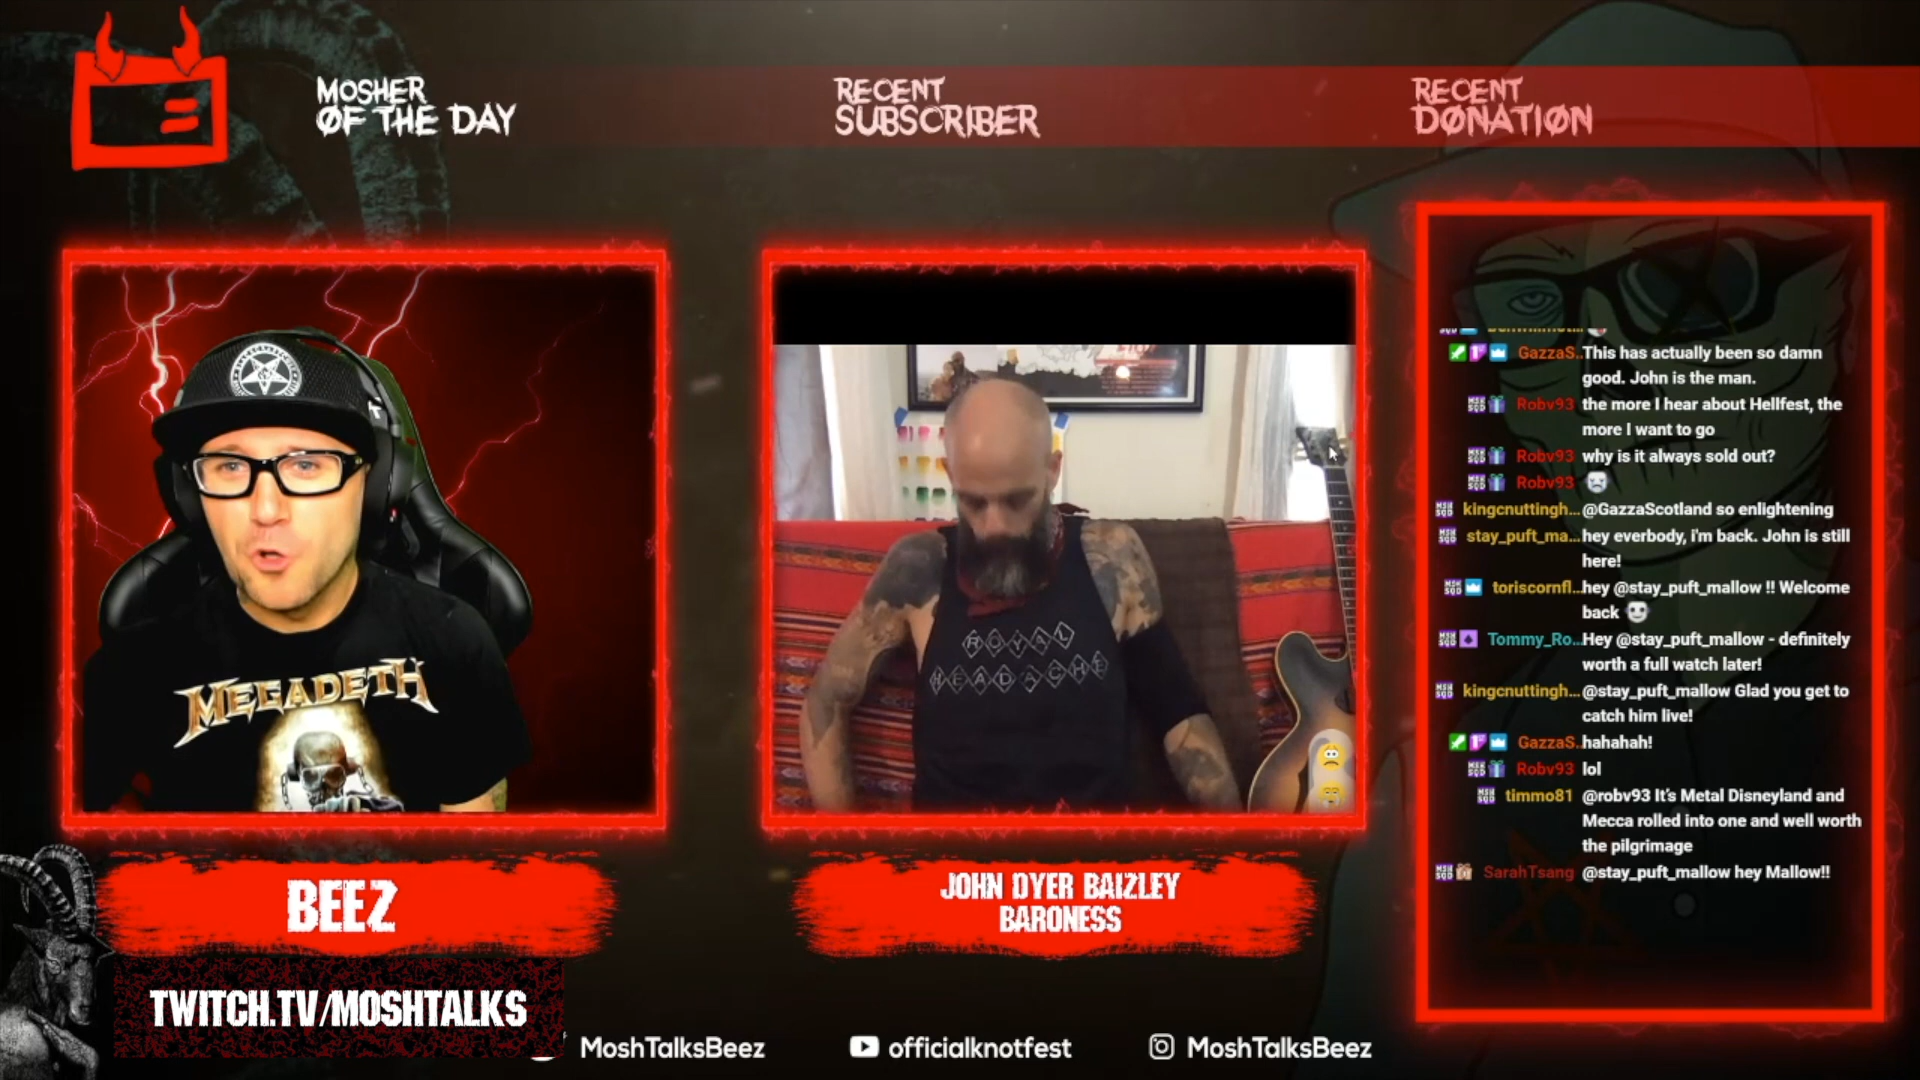 MOSHER
OF THE DAY
RECENT
SUBSCRIBER
RECENT
DONATION
MEGADETH
ROYAL
HEADACHE
GazzaS..This has actually been so damn
good. John is the man.
Robv93 the more I hear about Hellfest, the
more I want to go
Robv93 why is it always sold out?
Robv93
kingcnuttingh... @GazzaScotland so enlightening
stay_puft_ma... hey everbody, i'm back. John is still
here!
toriscornfl... hey @stay_puft_mallow !! Welcome
back
Tommy_Ro... Hey @stay_puft_mallow - definitely
worth a full watch later!
kingcnuttingh... @stay_puft_mallow Glad you get to
catch him live!
GazzaS..hahahah!
Robv93 lol
timmo81 @robv93 It's Metal Disneyland and
Mecca rolled into one and well worth
the pilgrimage
SarahTsang @stay_puft_mallow hey Mallow!!
BEEZ
JOHN DYER BAIZLEY
BARONESS
TWITCH.TV/MOSHTALKS
MoshTalksBeez
officialknotfest
MoshTalksBeez